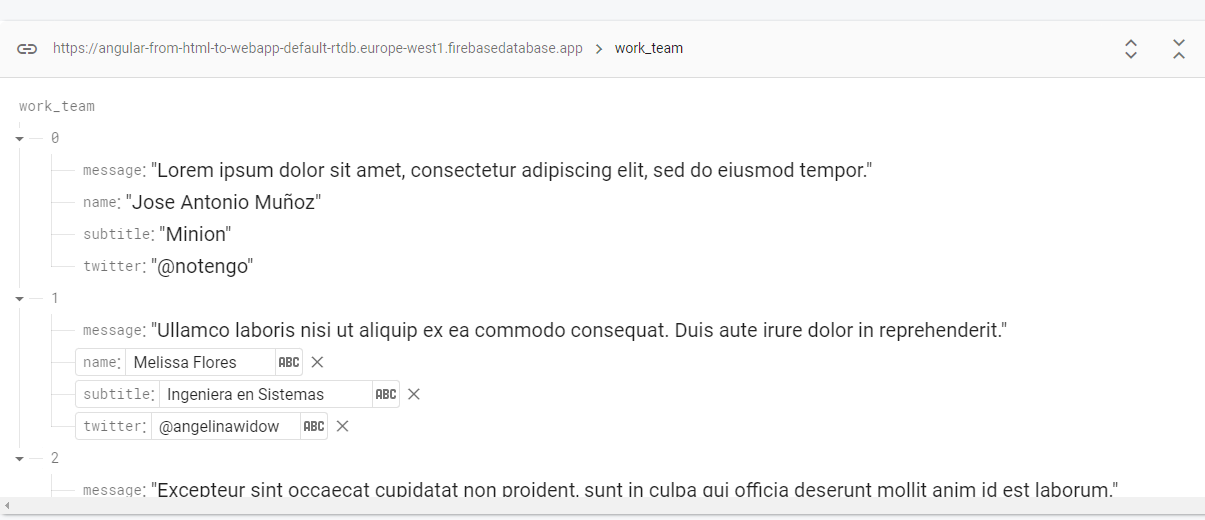 https://angular-from-html-to-webapp-default-rtdb.europe-west1.firebasedatabase.app > work_team
work_team
0
message: "Lorem ipsum dolor sit amet, consectetur adipiscing elit, sed do eiusmod tempor."
name: "Jose Antonio Muñoz"
subtitle: "Minion"
twitter: "@notengo"
1
message: "Ullamco laboris nisi ut aliquip ex ea commodo consequat. Duis aute irure dolor in reprehenderit."
name: Melissa Flores ABC
subtitle: Ingeniera en Sistemas ABC
twitter: @angelinawidow ABC
2
message: "Excepteur sint occaecat cupidatat non proident, sunt in culpa qui officia deserunt mollit anim id est laborum."